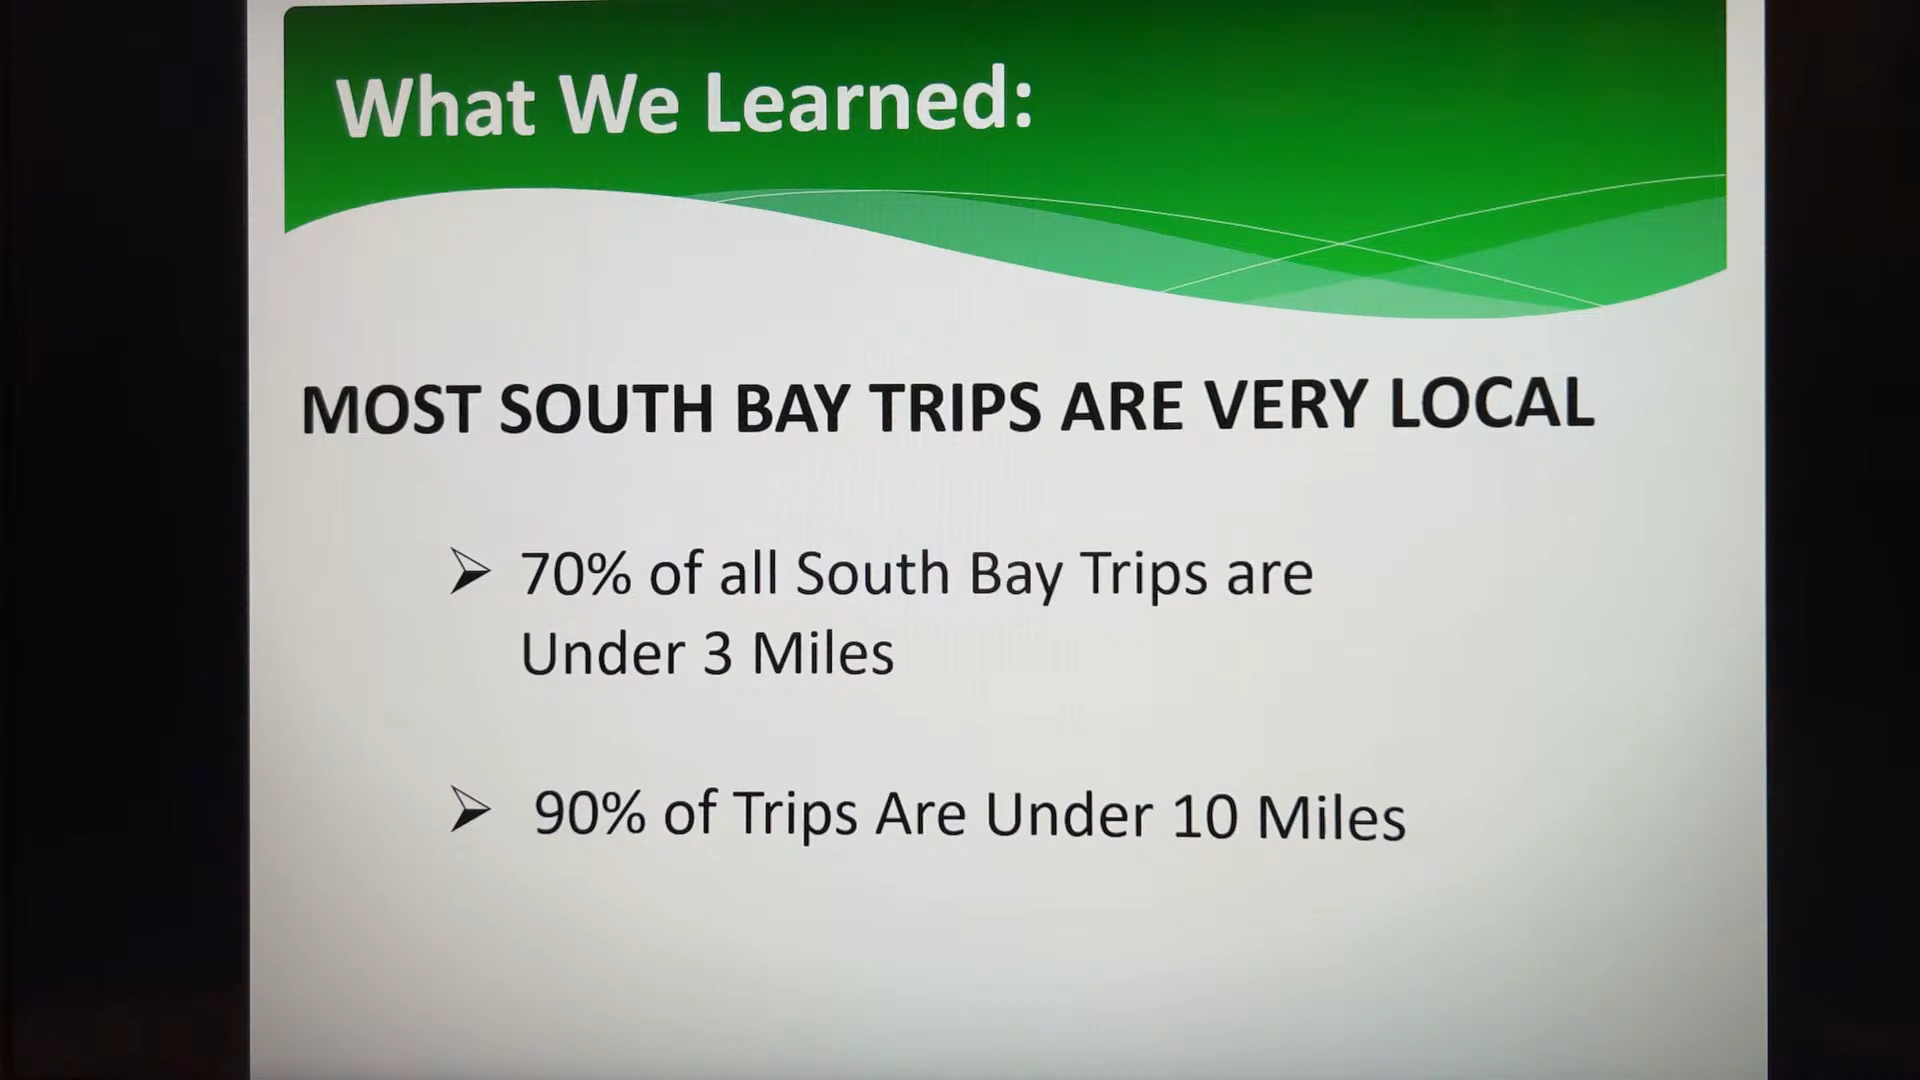 What We Learned:
MOST SOUTH BAY TRIPS ARE VERY LOCAL
➢ 70% of all South Bay Trips are
Under 3 Miles
➢ 90% of Trips Are Under 10 Miles